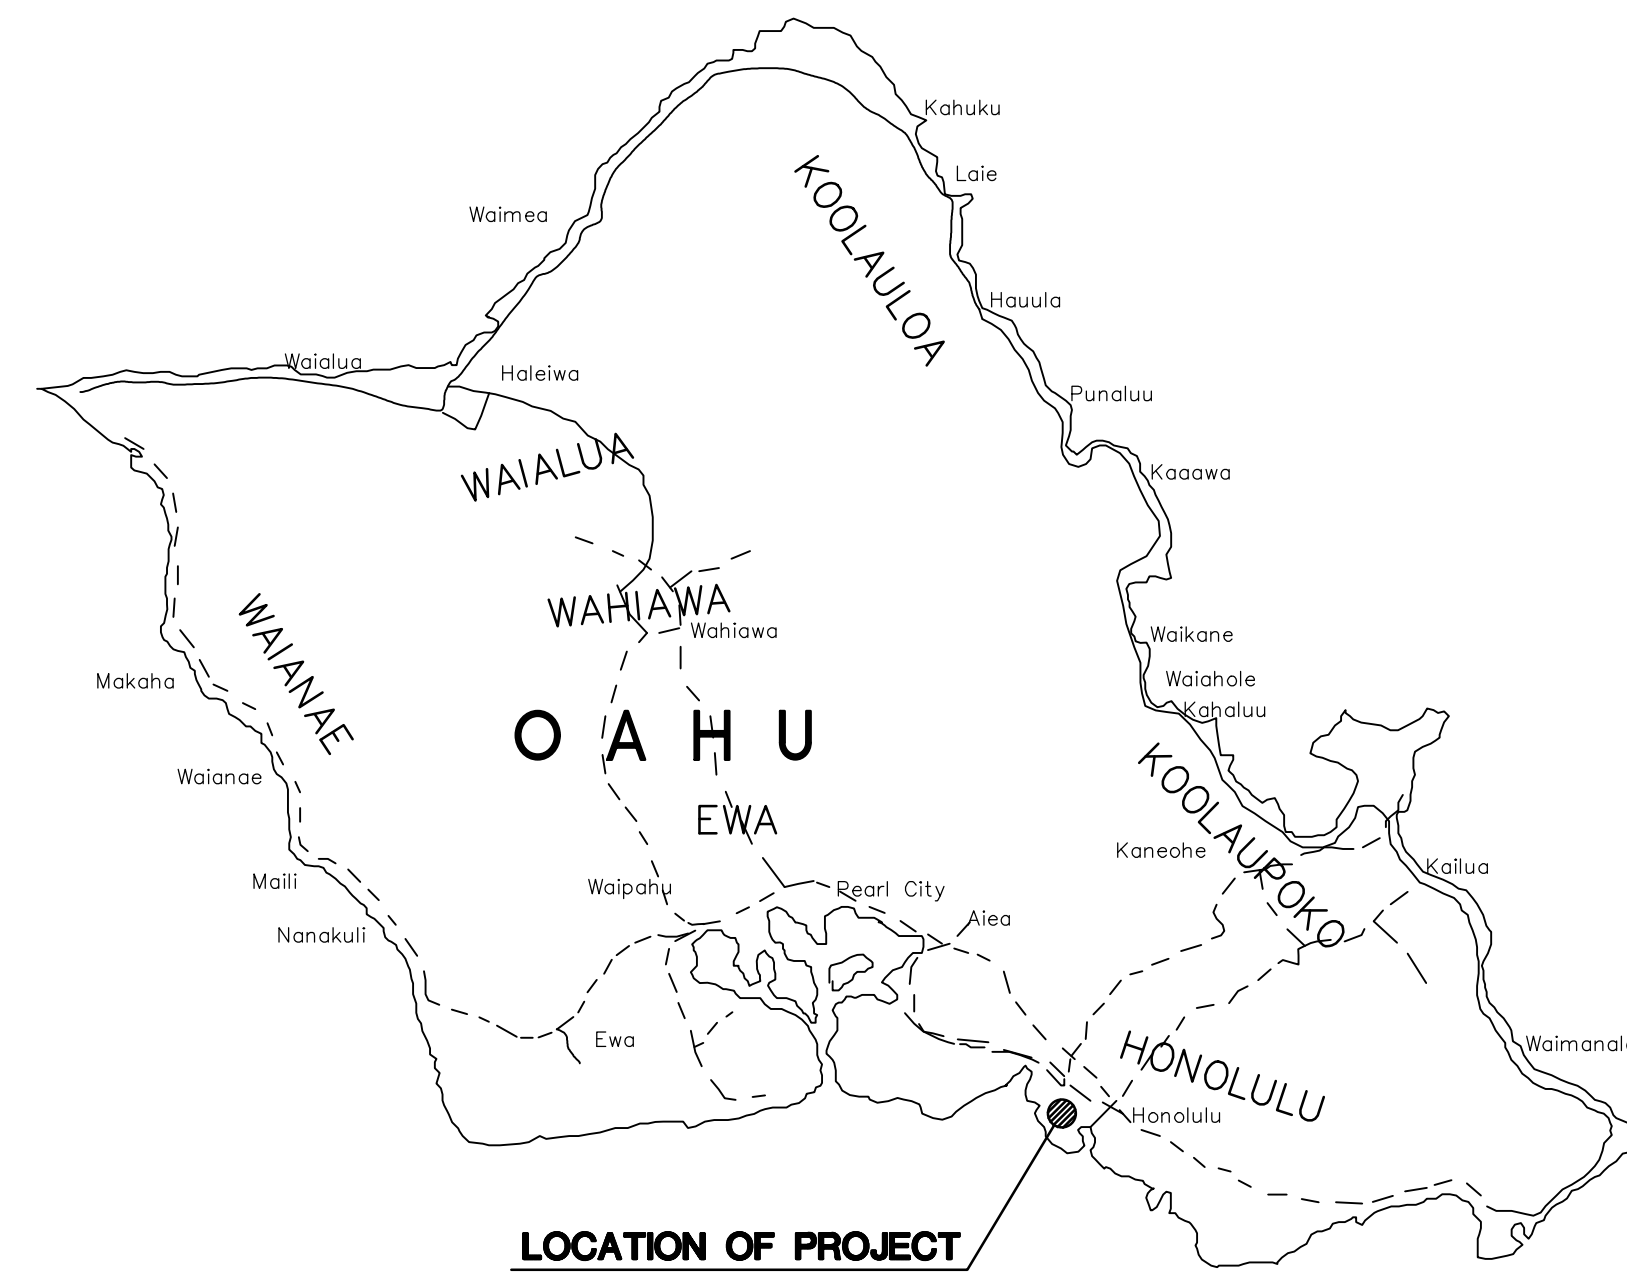 Kahuku
Laie
KOOLAULOA
Waimea
Hauula
Waialua
Haleiwa
Punaluu
WAIALUA
Kaaawa
WAHIAWA
Wahiawa
Waikane
WAIANAE
Makaha
Waiahole
Kahaluu
OAHU
Waianae
KOOLAUPOKO
EWA
Kaneohe
Kailua
Maili
Waipahu
Pearl City
Aiea
Nanakuli
Ewa
HONOLULU
Waimanalo
Honolulu
LOCATION OF PROJECT